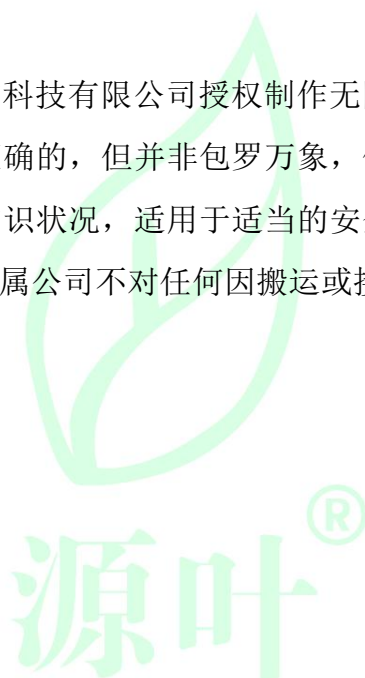 科技有限公司授权制作无
确的，但并非包罗万象，
识状况，适用于适当的安
属公司不对任何因搬运或
®
源叶